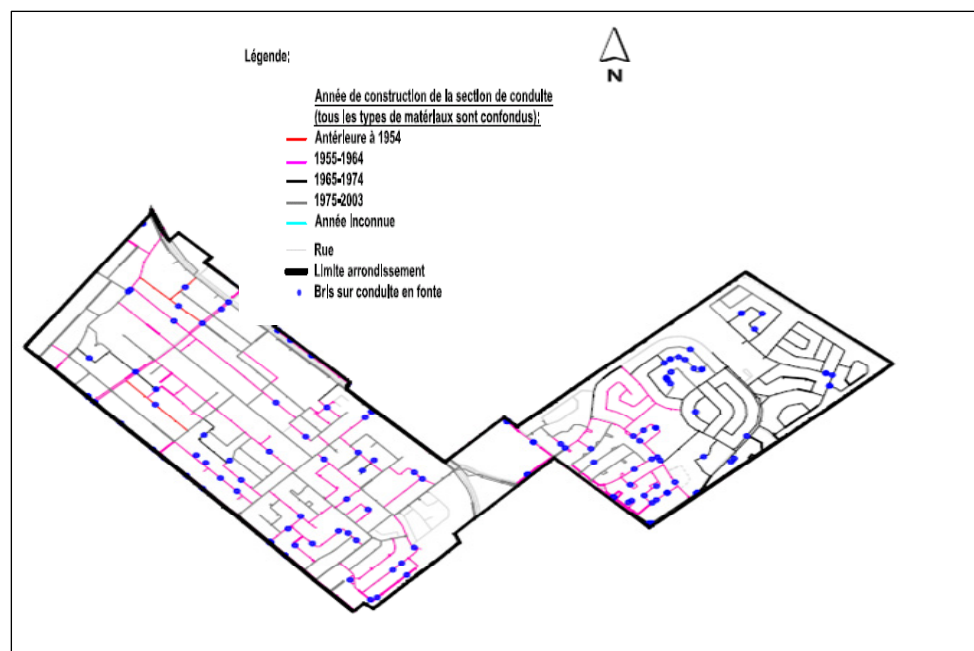 Légende:
N
Année de construction de la section de conduite
(tous les types de matériaux sont confondus):
Antérieure à 1954
1955-1964
1965-1974
1975-2003
Année Inconnue
Rue
Limite arrondissement
Bris sur conduite en fonte